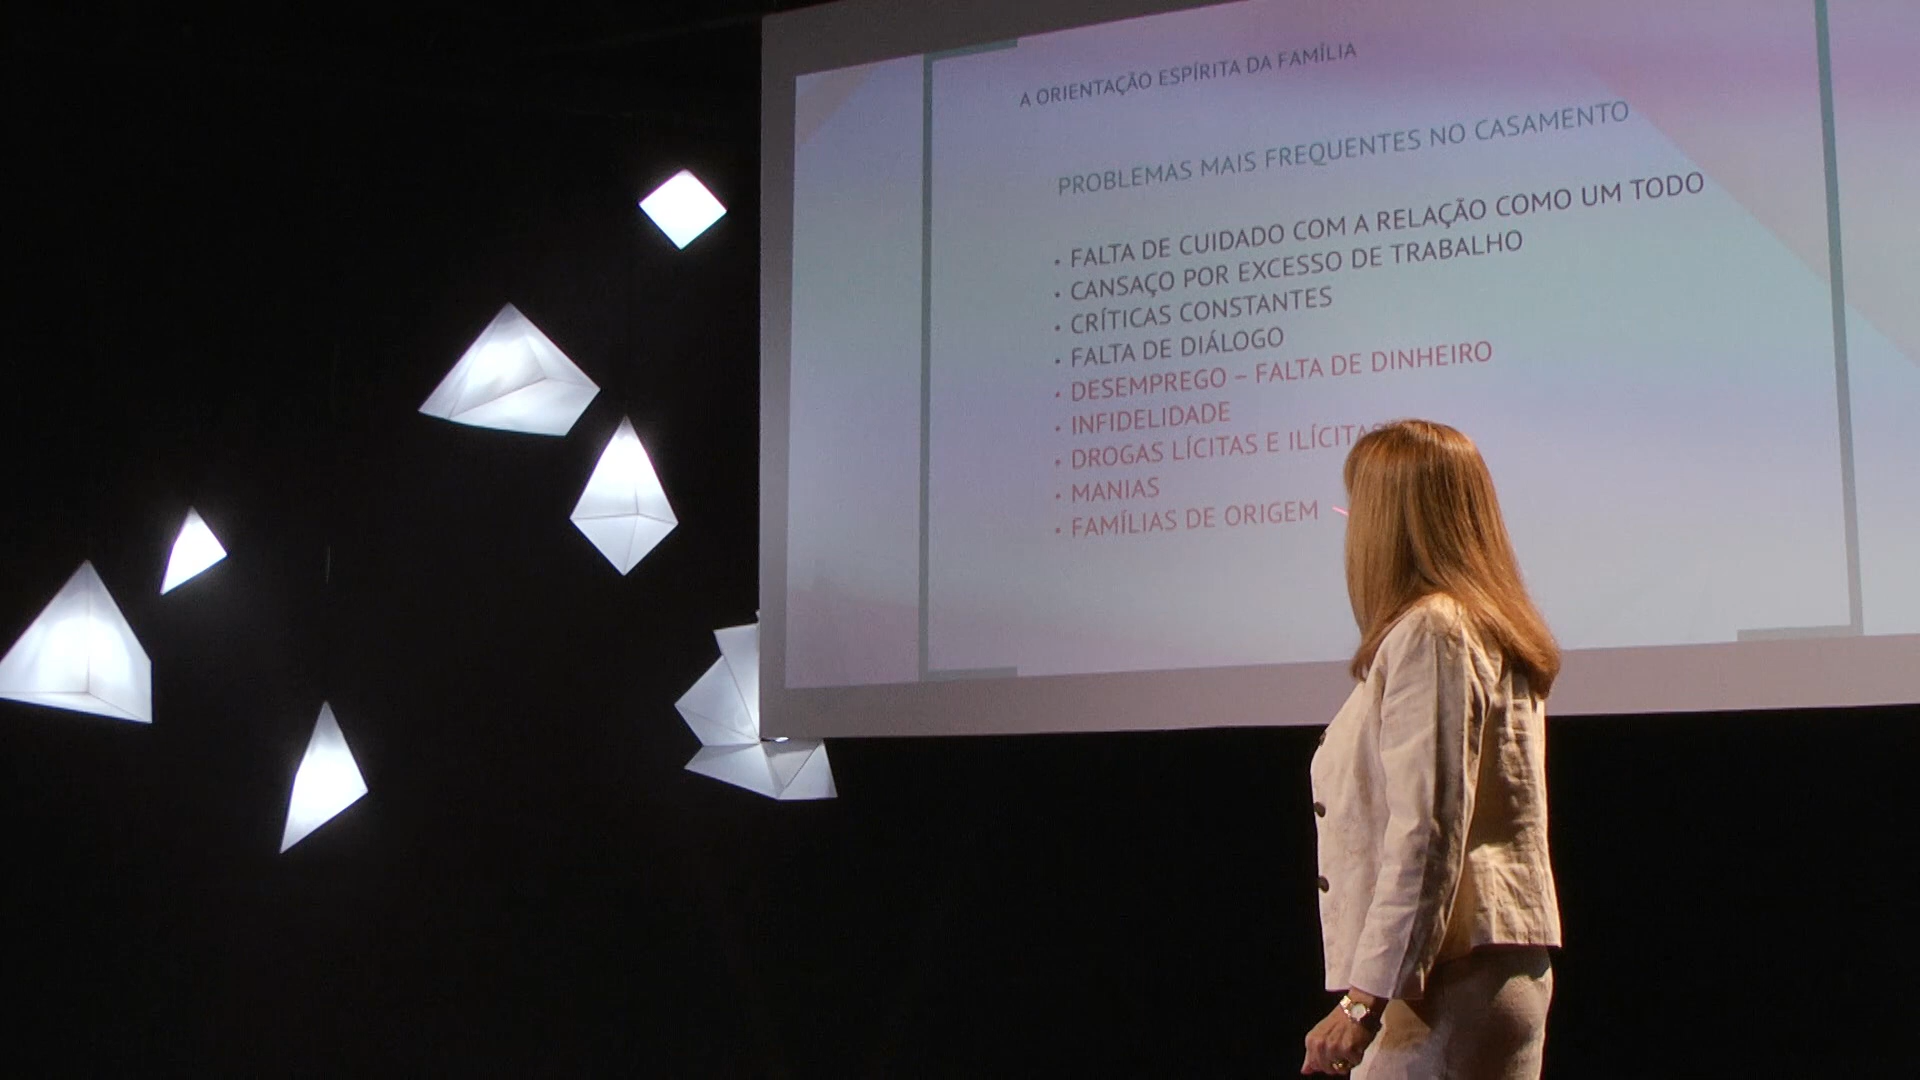 A ORIENTAÇÃO ESPÍRITA DA FAMÍLIA
PROBLEMAS MAIS FREQUENTES NO CASAMENTO
• FALTA DE CUIDADO COM A RELAÇÃO COMO UM TODO
• CANSAÇO POR EXCESSO DE TRABALHO
• CRÍTICAS CONSTANTES
• FALTA DE DIÁLOGO
• DESEMPREGO – FALTA DE DINHEIRO
• INFIDELIDADE
• DROGAS LÍCITAS E ILÍCITAS
• MANIAS
• FAMÍLIAS DE ORIGEM